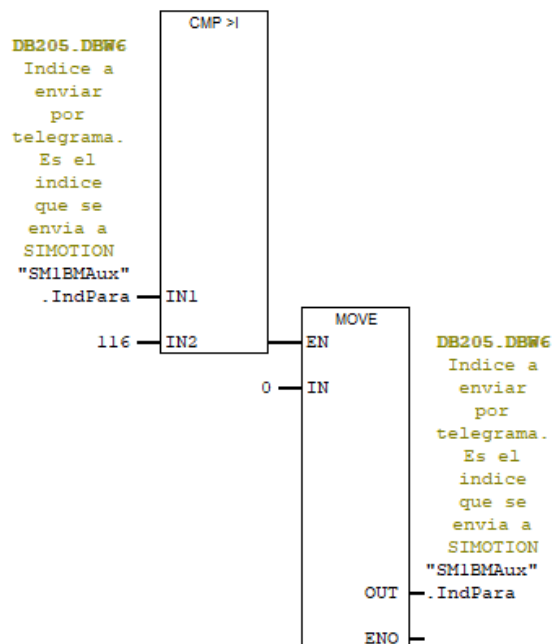 CMP >I
DB205.DBW6
Indice a
enviar
por
telegrama.
Es el
indice
que se
envia a
SIMOTION
"SM1BMAux"
.IndPara
IN1
116
IN2
MOVE
EN
0
IN
DB205.DBW6
Indice a
enviar
por
telegrama.
Es el
indice
que se
envia a
SIMOTION
"SM1BMAux"
OUT
.IndPara
ENO